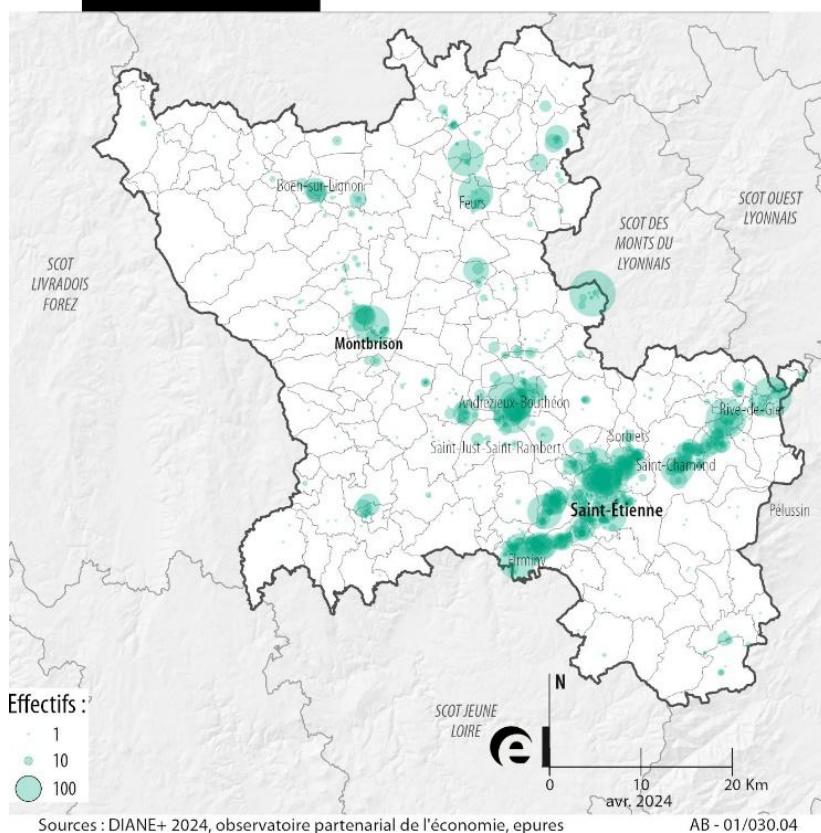 SCOT OUEST
LYONNAIS
SCOT DES
MONTS DU
LYONNAIS
Boën-sur-Lignon
Feurs
SCOT
LIVRADOIS
FOREZ
Montbrison
Andrézieux-Bouthéon
Rive-de-Gier
Saint-Just-Saint-Rambert
Sorbiers
Saint-Chamond
Saint-Étienne
Pélussin
Firminy
Effectifs :
1
10
100
SCOT JEUNE
LOIRE
N
0 10 20 Km
avr. 2024
Sources : DIANE+ 2024, observatoire partenarial de l'économie, epures
AB - 01/030.04